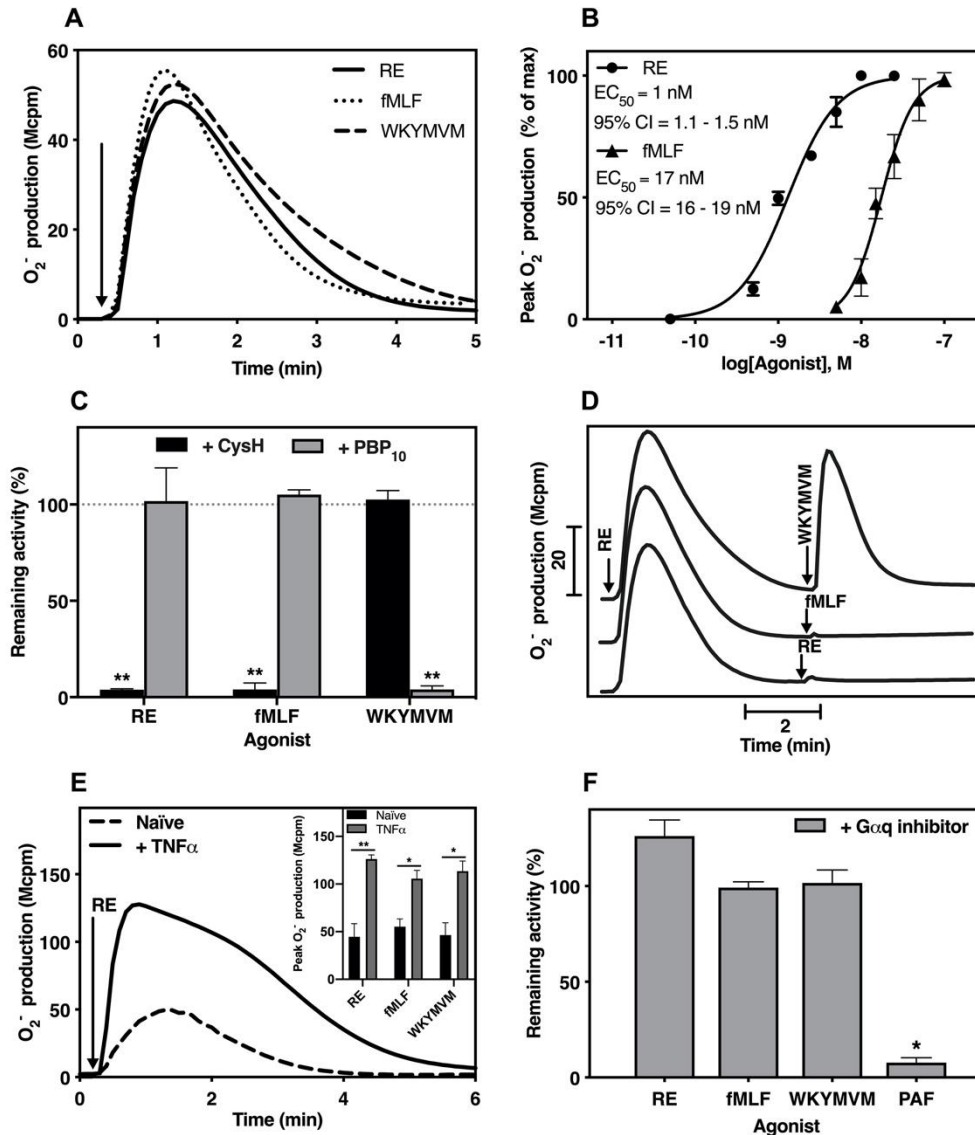 A
O₂⁻ production (Mcpm)
60
40
20
0
RE
fMLF
WKYMVM
0 1 2 3 4 5
Time (min)
B
Peak O₂⁻ production (% of max)
100
50
0
RE
EC₅₀ = 1 nM
95% CI = 1.1 - 1.5 nM
fMLF
EC₅₀ = 17 nM
95% CI = 16 - 19 nM
-11 -10 -9 -8 -7
log[Agonist], M
C
Remaining activity (%)
100
50
0
+ CysH
+ PBP₁₀
** ** **
RE fMLF WKYMVM
Agonist
D
O₂⁻ production (Mcpm)
20
RE
WKYMVM
fMLF
RE
2
Time (min)
E
O₂⁻ production (Mcpm)
150
100
50
0
Naïve
+ TNFα
RE
0 2 4 6
Time (min)
Peak O₂⁻ production (Mcpm)
150
100
50
0
Naïve
TNFα
** * *
RE
fMLF
WKYMVM
F
Remaining activity (%)
100
50
0
+ Gαq inhibitor
*
RE fMLF WKYMVM PAF
Agonist